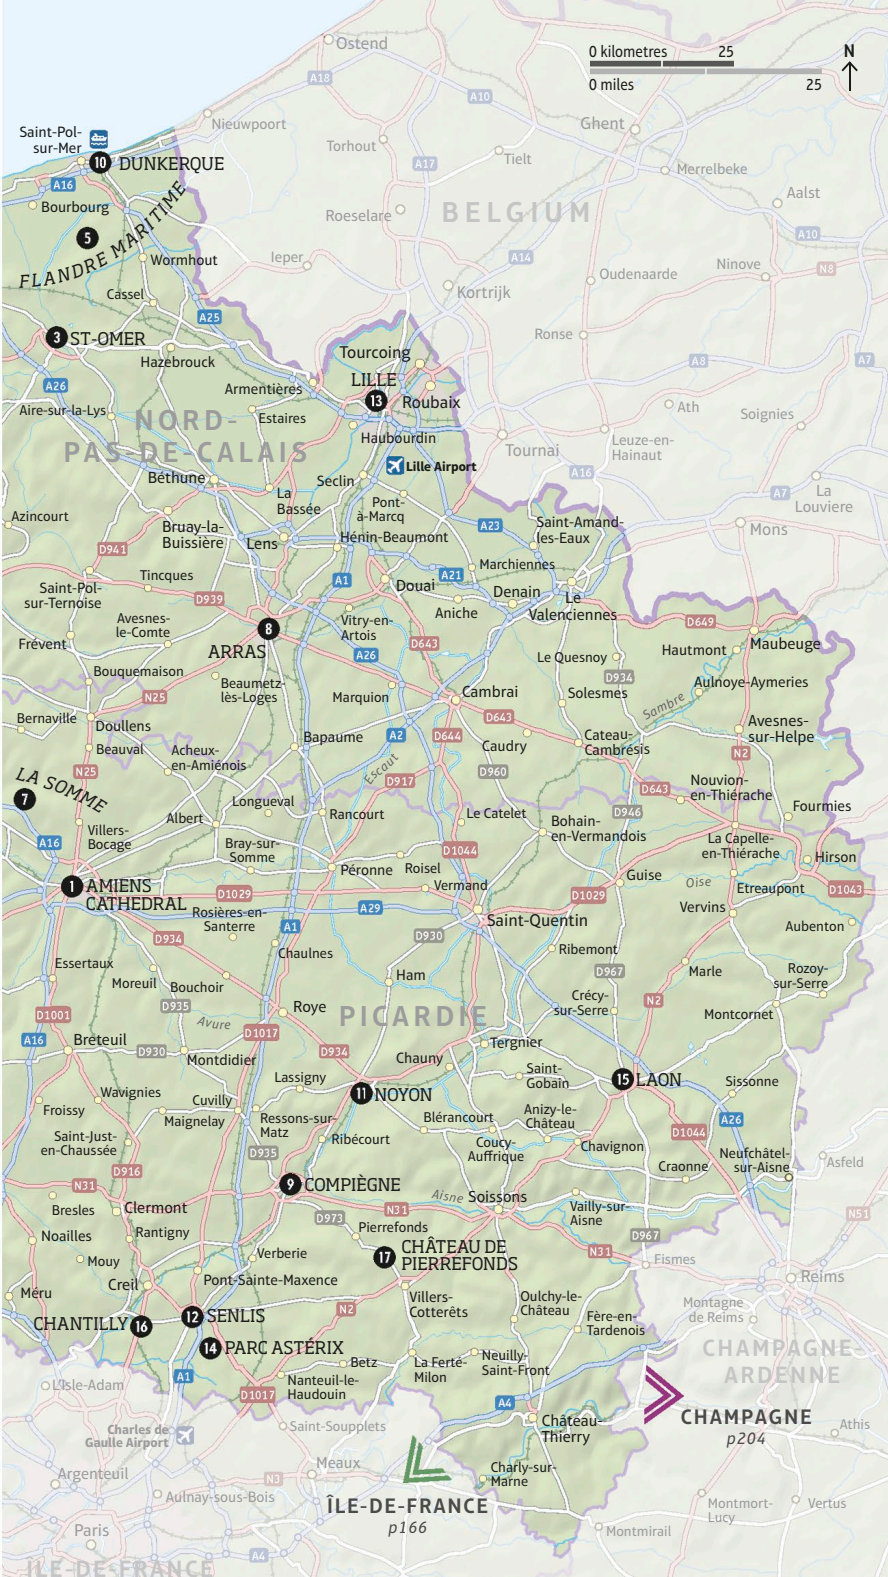 Ostend
0 kilometres 25
0 miles 25
N
A18
A10
Nieuwpoort
Ghent
Saint-Pol-
sur-Mer
10 DUNKERQUE
Torhout
A17
Tielt
Merrelbeke
A16
Bourbourg
Aalst
Roeselare
BELGIUM
5
FLANDRE MARITIME
A10
Wormhout
Ieper
A14
Ninove
N8
Oudenaarde
Cassel
Kortrijk
A25
3 ST-OMER
Ronse
Hazebrouck
Tourcoing
A8
A7
A26
Armentières
LILLE
13
Roubaix
Aire-sur-la-Lys
Estaires
Ath
Soignies
NORD-
PAS-DE-CALAIS
Haubourdin
Tournai
Leuze-en-
Hainaut
Lille Airport
A16
Béthune
Seclin
La
Bassée
Pont-
à-Marcq
A7
La
Louviere
Azincourt
Bruay-la-
Buissière
Lens
Hénin-Beaumont
A23
Saint-Amand-
les-Eaux
Mons
D941
Marchiennes
Tincques
A1
A21
Saint-Pol-
sur-Ternoise
D939
Douai
Denain
Le
Valenciennes
Aniche
Avesnes-
le-Comte
Vitry-en-
Artois
D649
8
ARRAS
D643
Frévent
A26
Le Quesnoy
Hautmont
Maubeuge
Bouquemaison
D934
Beaumetz-
lès-Loges
N25
Marquion
Cambrai
Solesmes
Aulnoye-Aymeries
Sambre
Bernaville
Doullens
D643
Avesnes-
sur-Helpe
Bapaume
A2
D644
Cateau-
Cambrésis
Beauval
Acheux-
en-Amiénois
Caudry
N2
LA SOMME
7
N25
Escaut
D917
D960
Nouvion-
en-Thiérache
D643
Longueval
D946
Fourmies
Albert
Rancourt
Le Catelet
Bohain-
en-Vermandois
Villers-
Bocage
A16
La Capelle-
en-Thiérache
Bray-sur-
Somme
D1044
Hirson
Péronne
Roisel
Guise
Oise
Etreaupont
D1043
1 AMIENS
CATHEDRAL
Vermand
D1029
D1029
Vervins
A29
Rosières-en-
Santerre
Saint-Quentin
Aubenton
A1
D934
D930
Chaulnes
Ribemont
Essertaux
D967
Marle
Rozoy-
sur-Serre
Moreuil
Bouchoir
Ham
D935
Crécy-
sur-Serre
N2
D1001
Roye
PICARDIE
Montcornet
Avure
D1017
A16
Breteuil
D930
D934
Tergnier
Montdidier
Chauny
Lassigny
Saint-
Gobain
15 LAON
Sissonne
Wavignies
11 NOYON
Cuvilly
Froissy
Maignelay
Ressons-sur-
Matz
Blérancourt
Anizy-le-
Château
A26
Saint-Just-
en-Chaussée
Ribécourt
D1044
D935
Coucy-
Auffrique
Chavignon
Neufchâtel-
sur-Aisne
D916
Craonne
Asfeld
N31
9 COMPIÈGNE
Aisne
Soissons
Bresles
Clermont
N31
Vailly-sur-
Aisne
D973
N51
Noailles
Rantigny
Pierrefonds
D967
17 CHÂTEAU DE
PIERREFONDS
N31
Mouy
Verberie
Fismes
Creil
Pont-Sainte-Maxence
Reims
Méru
Villers-
Cotterêts
Oulchy-le-
Château
Montagne
de Reims
N2
CHANTILLY 16
12 SENLIS
Fère-en-
Tardenois
14 PARC ASTÉRIX
CHAMPAGNE-
ARDENNE
Betz
La Ferté-
Milon
Neuilly-
Saint-Front
A1
L'Isle-Adam
Nanteuil-le-
Haudouin
D1017
A4
CHAMPAGNE
p204
Charles de
Gaulle Airport
Saint-Soupplets
Château-
Thierry
Athis
Meaux
Argenteuil
N3
Charly-sur-
Marne
Aulnay-sous-Bois
ÎLE-DE-FRANCE
p166
Montmort-
Lucy
Vertus
Paris
Montmirail
A4
ÎLE-DE-FRANCE